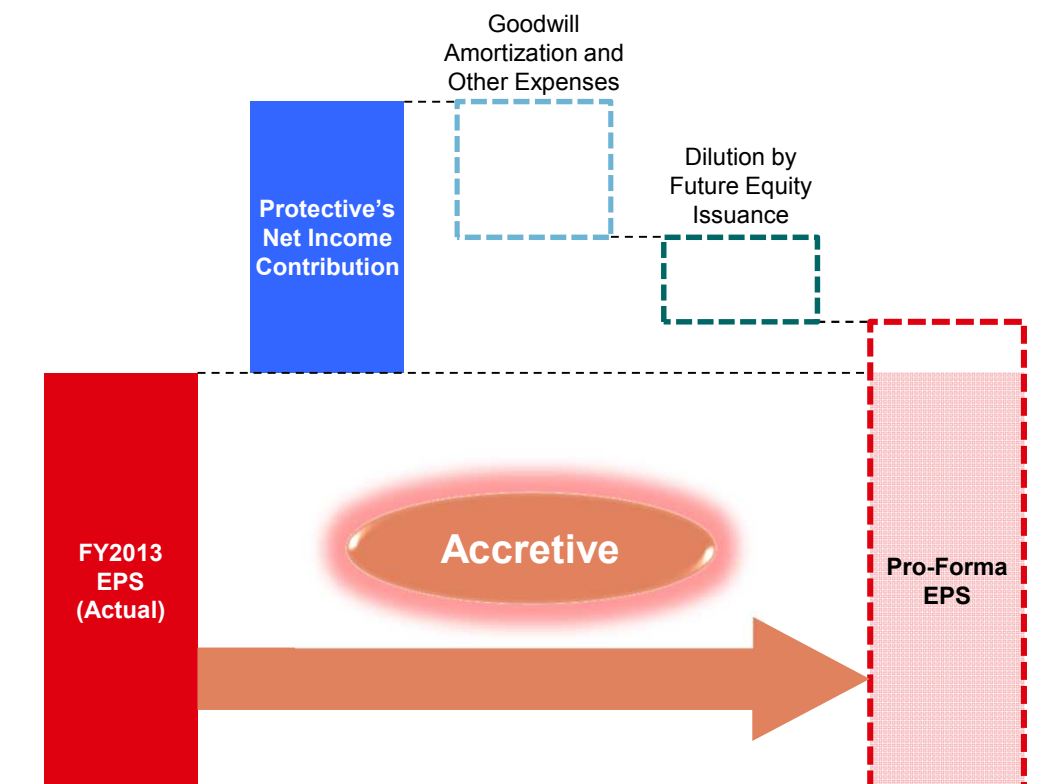 Goodwill
Amortization and
Other Expenses
Dilution by
Future Equity
Issuance
Protective’s
Net Income
Contribution
Accretive
FY2013
EPS
(Actual)
Pro-Forma
EPS